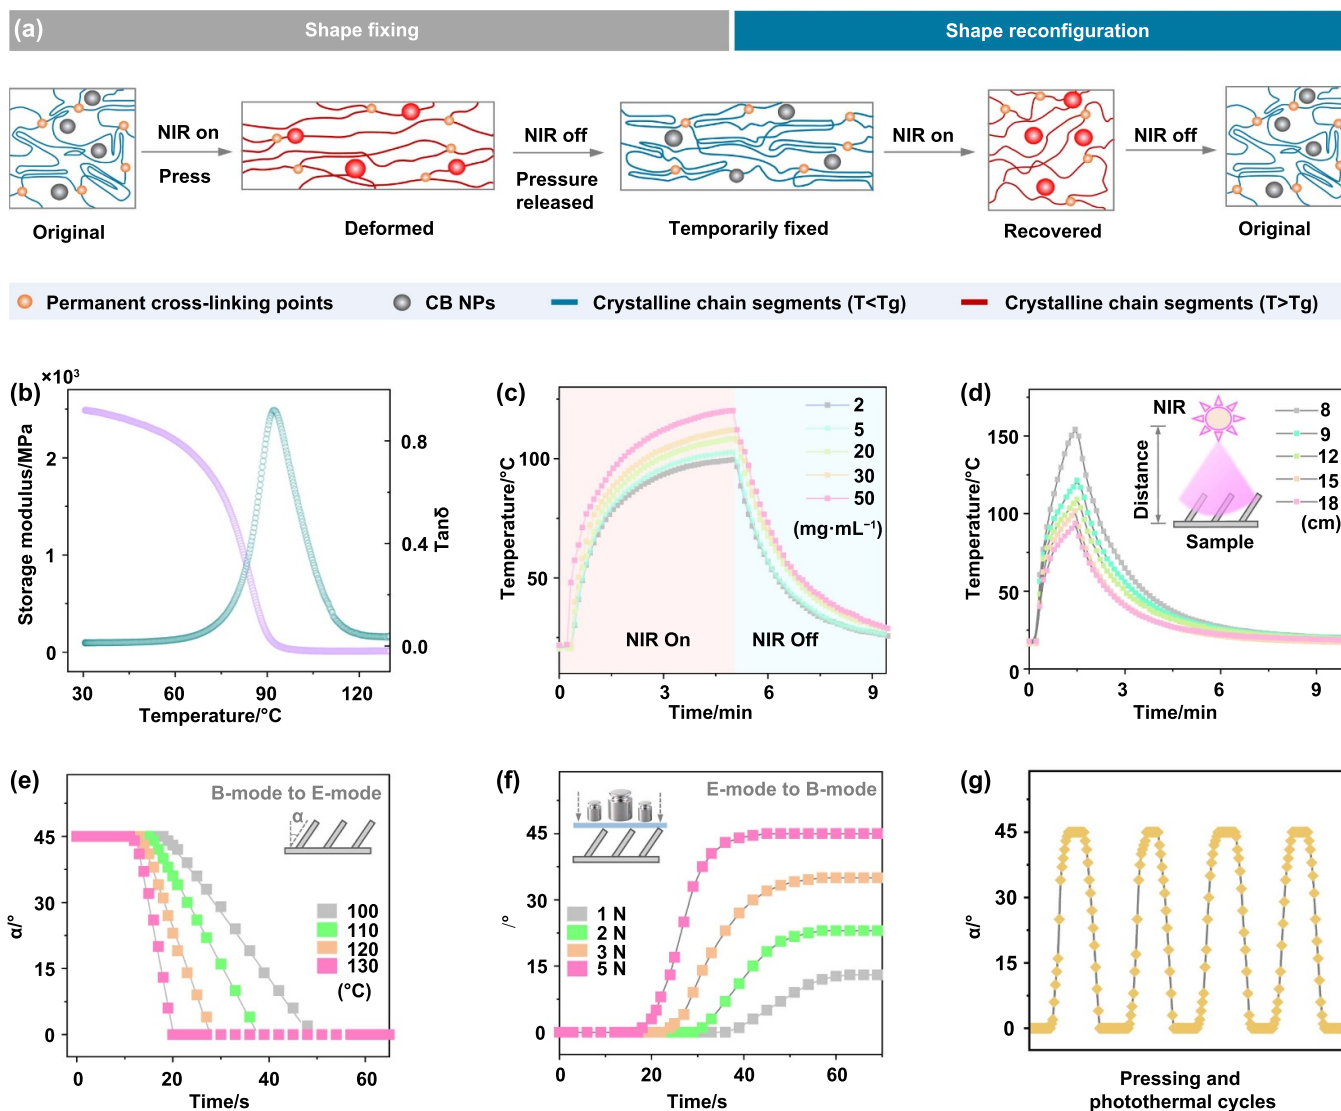 (a) Shape fixing Shape reconfiguration
NIR on
Press
NIR off
Pressure
released
NIR on
NIR off
Original Deformed Temporarily fixed Recovered Original
Permanent cross-linking points CB NPs Crystalline chain segments (T<Tg) Crystalline chain segments (T>Tg)
(b)
×10³
Storage modulus/MPa
2
1
0
0.8
0.4
0.0
Tanδ
30 60 90 120
Temperature/°C
(c)
Temperature/°C
100
50
2
5
20
30
50
(mg·mL⁻¹)
NIR On NIR Off
0 3 6 9
Time/min
(d)
Temperature/°C
150
100
50
0
NIR
Distance
Sample
8
9
12
15
18
(cm)
0 3 6 9
Time/min
(e)
B-mode to E-mode
α
α/°
45
30
15
0
100
110
120
130
(°C)
0 20 40 60
Time/s
(f)
E-mode to B-mode
/°
45
30
15
0
1 N
2 N
3 N
5 N
0 20 40 60
Time/s
(g)
α/°
45
30
15
0
Pressing and
photothermal cycles